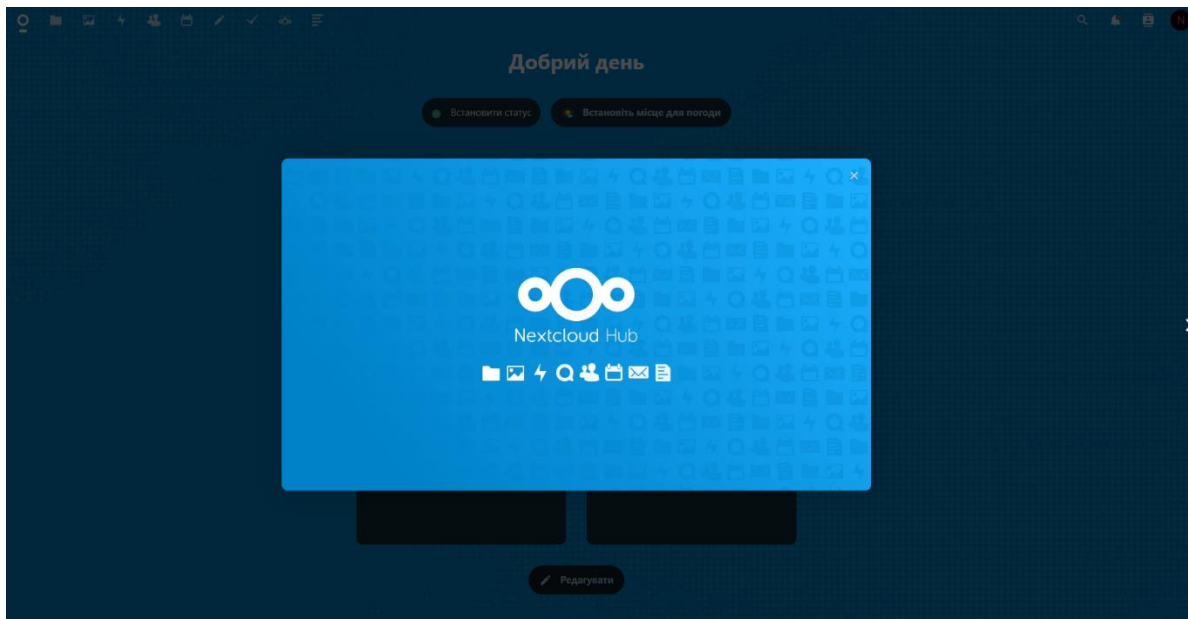 N
Добрий день
Встановити статус
Встановіть місце для погоди
Nextcloud Hub
Редагувати